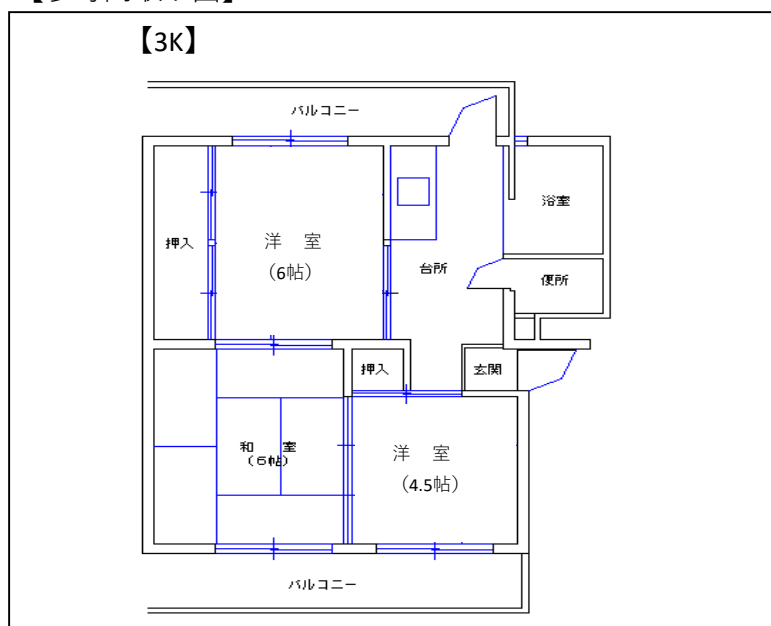 【3K】
バルコニー
浴室
押入
洋 室
(6帖)
台所
便所
押入
玄関
和 室
(6帖)
洋 室
(4.5帖)
バルコニー